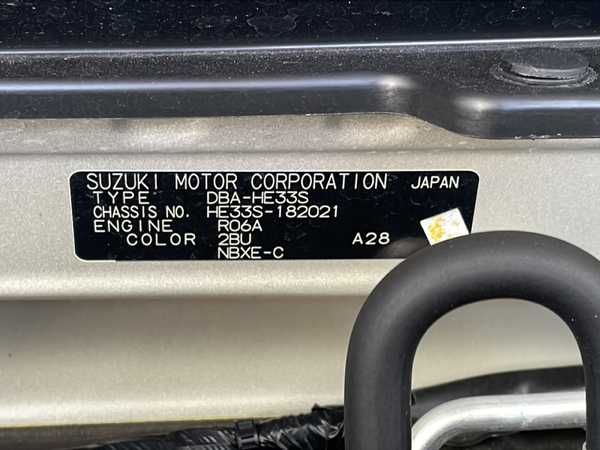 SUZUKI MOTOR CORPORATION JAPAN
TYPE DBA-HE33S
CHASSIS NO. HE33S-182021
ENGINE R06A
COLOR 2BU A28
NBXE-C